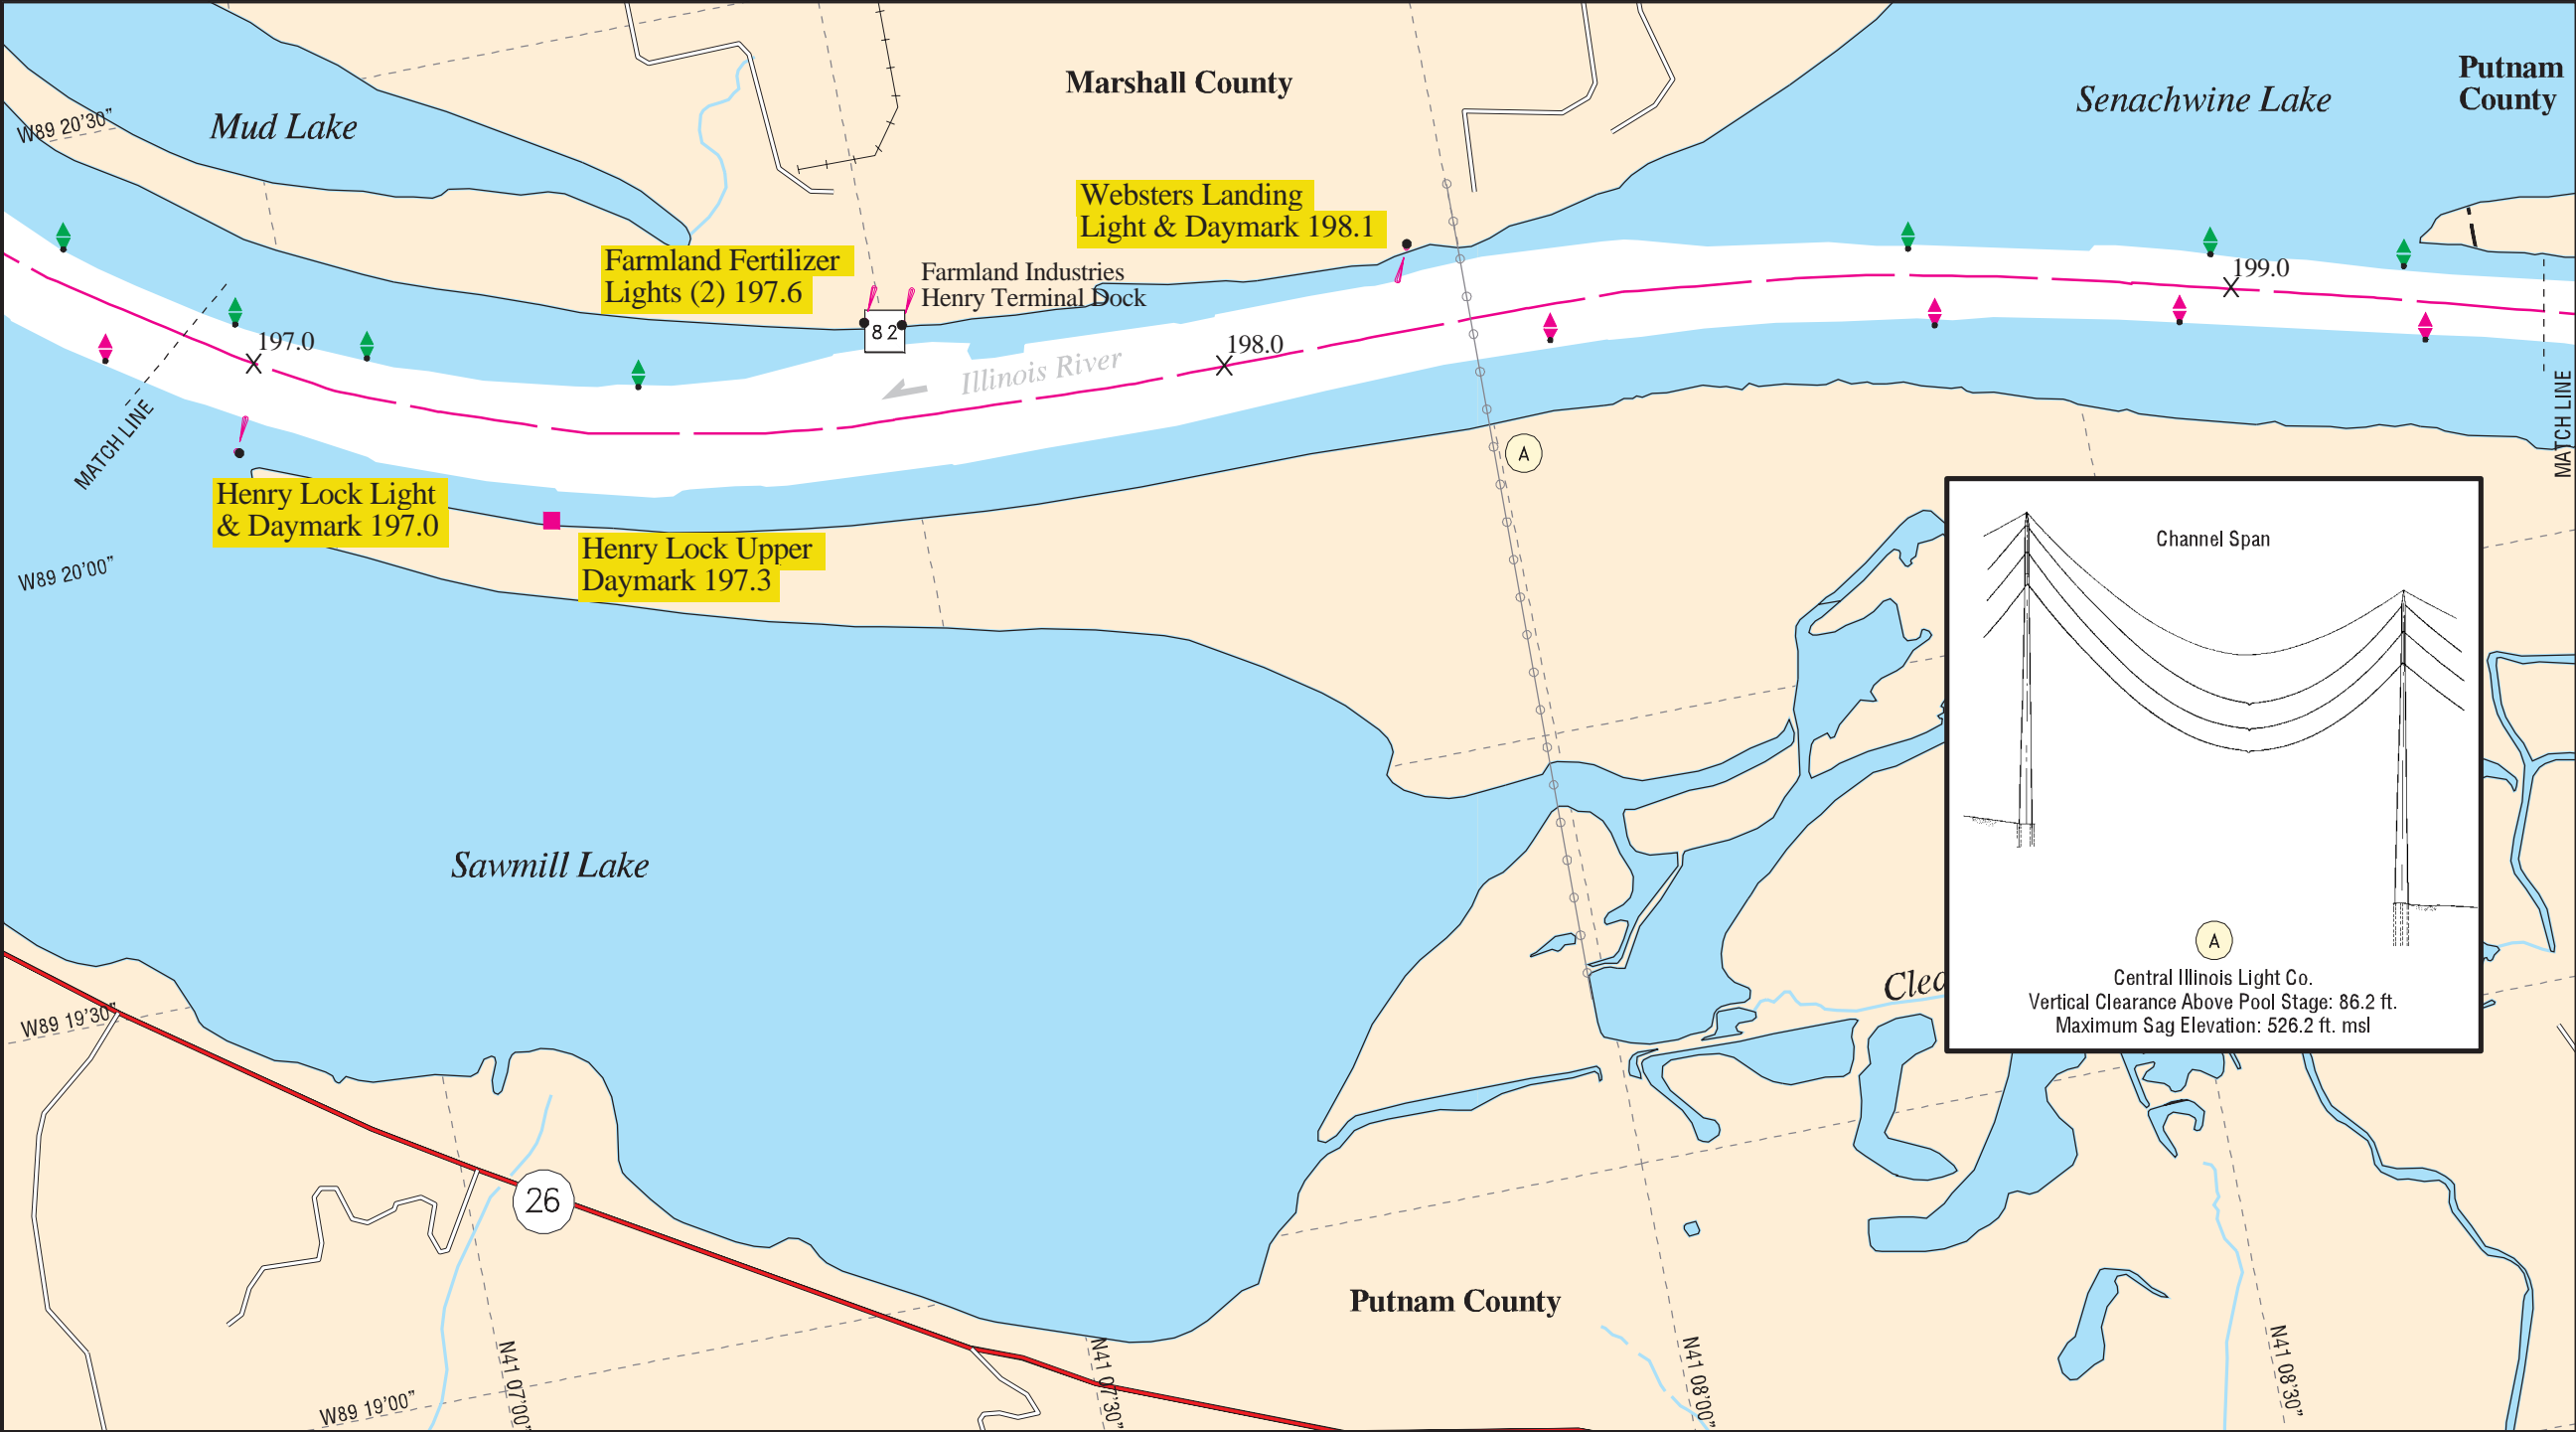 Marshall County
Putnam
County
Senachwine Lake
W89 20'30"
Mud Lake
Websters Landing
Light & Daymark 198.1
Farmland Fertilizer
Lights (2) 197.6
Farmland Industries
Henry Terminal Dock
199.0
82
197.0
198.0
Illinois River
MATCH LINE
MATCH LINE
A
Henry Lock Light
& Daymark 197.0
Henry Lock Upper
Daymark 197.3
W89 20'00"
Channel Span
Sawmill Lake
A
Central Illinois Light Co.
Vertical Clearance Above Pool Stage: 86.2 ft.
Maximum Sag Elevation: 526.2 ft. msl
Clea
W89 19'30"
26
Putnam County
N41 07'00"
N41 07'30"
N41 08'00"
N41 08'30"
W89 19'00"